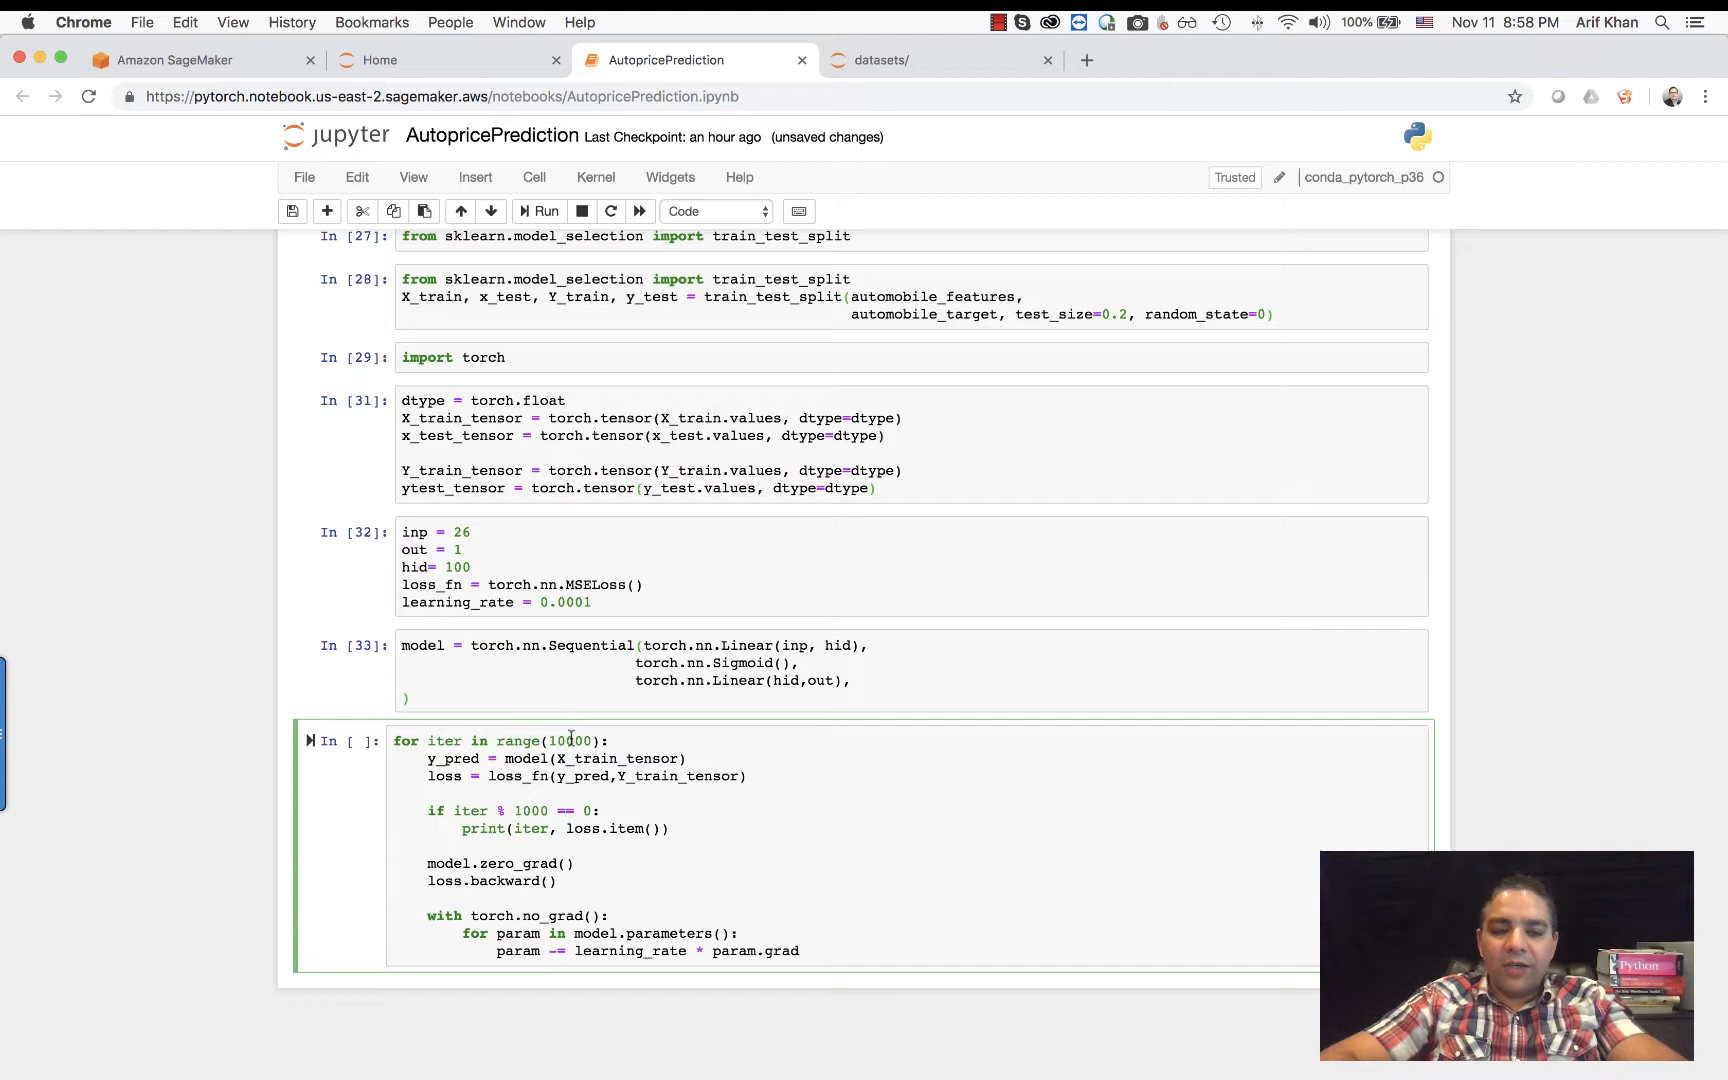 Chrome File Edit View History Bookmarks People Window Help 100% Nov 11 8:58 PM Arif Khan
Amazon SageMaker Home AutopricePrediction datasets/
https://pytorch.notebook.us-east-2.sagemaker.aws/notebooks/AutopricePrediction.ipynb
jupyter AutopricePrediction Last Checkpoint: an hour ago (unsaved changes)
File Edit View Insert Cell Kernel Widgets Help Trusted conda_pytorch_p36
Run Code
In [27]: from sklearn.model_selection import train_test_split
In [28]: from sklearn.model_selection import train_test_split
X_train, x_test, Y_train, y_test = train_test_split(automobile_features,
automobile_target, test_size=0.2, random_state=0)
In [29]: import torch
In [31]: dtype = torch.float
X_train_tensor = torch.tensor(X_train.values, dtype=dtype)
x_test_tensor = torch.tensor(x_test.values, dtype=dtype)
Y_train_tensor = torch.tensor(Y_train.values, dtype=dtype)
ytest_tensor = torch.tensor(y_test.values, dtype=dtype)
In [32]: inp = 26
out = 1
hid= 100
loss_fn = torch.nn.MSELoss()
learning_rate = 0.0001
In [33]: model = torch.nn.Sequential(torch.nn.Linear(inp, hid),
torch.nn.Sigmoid(),
torch.nn.Linear(hid,out),
)
In [ ]: for iter in range(10000):
y_pred = model(X_train_tensor)
loss = loss_fn(y_pred,Y_train_tensor)
if iter % 1000 == 0:
print(iter, loss.item())
model.zero_grad()
loss.backward()
with torch.no_grad():
for param in model.parameters():
param -= learning_rate * param.grad
Python